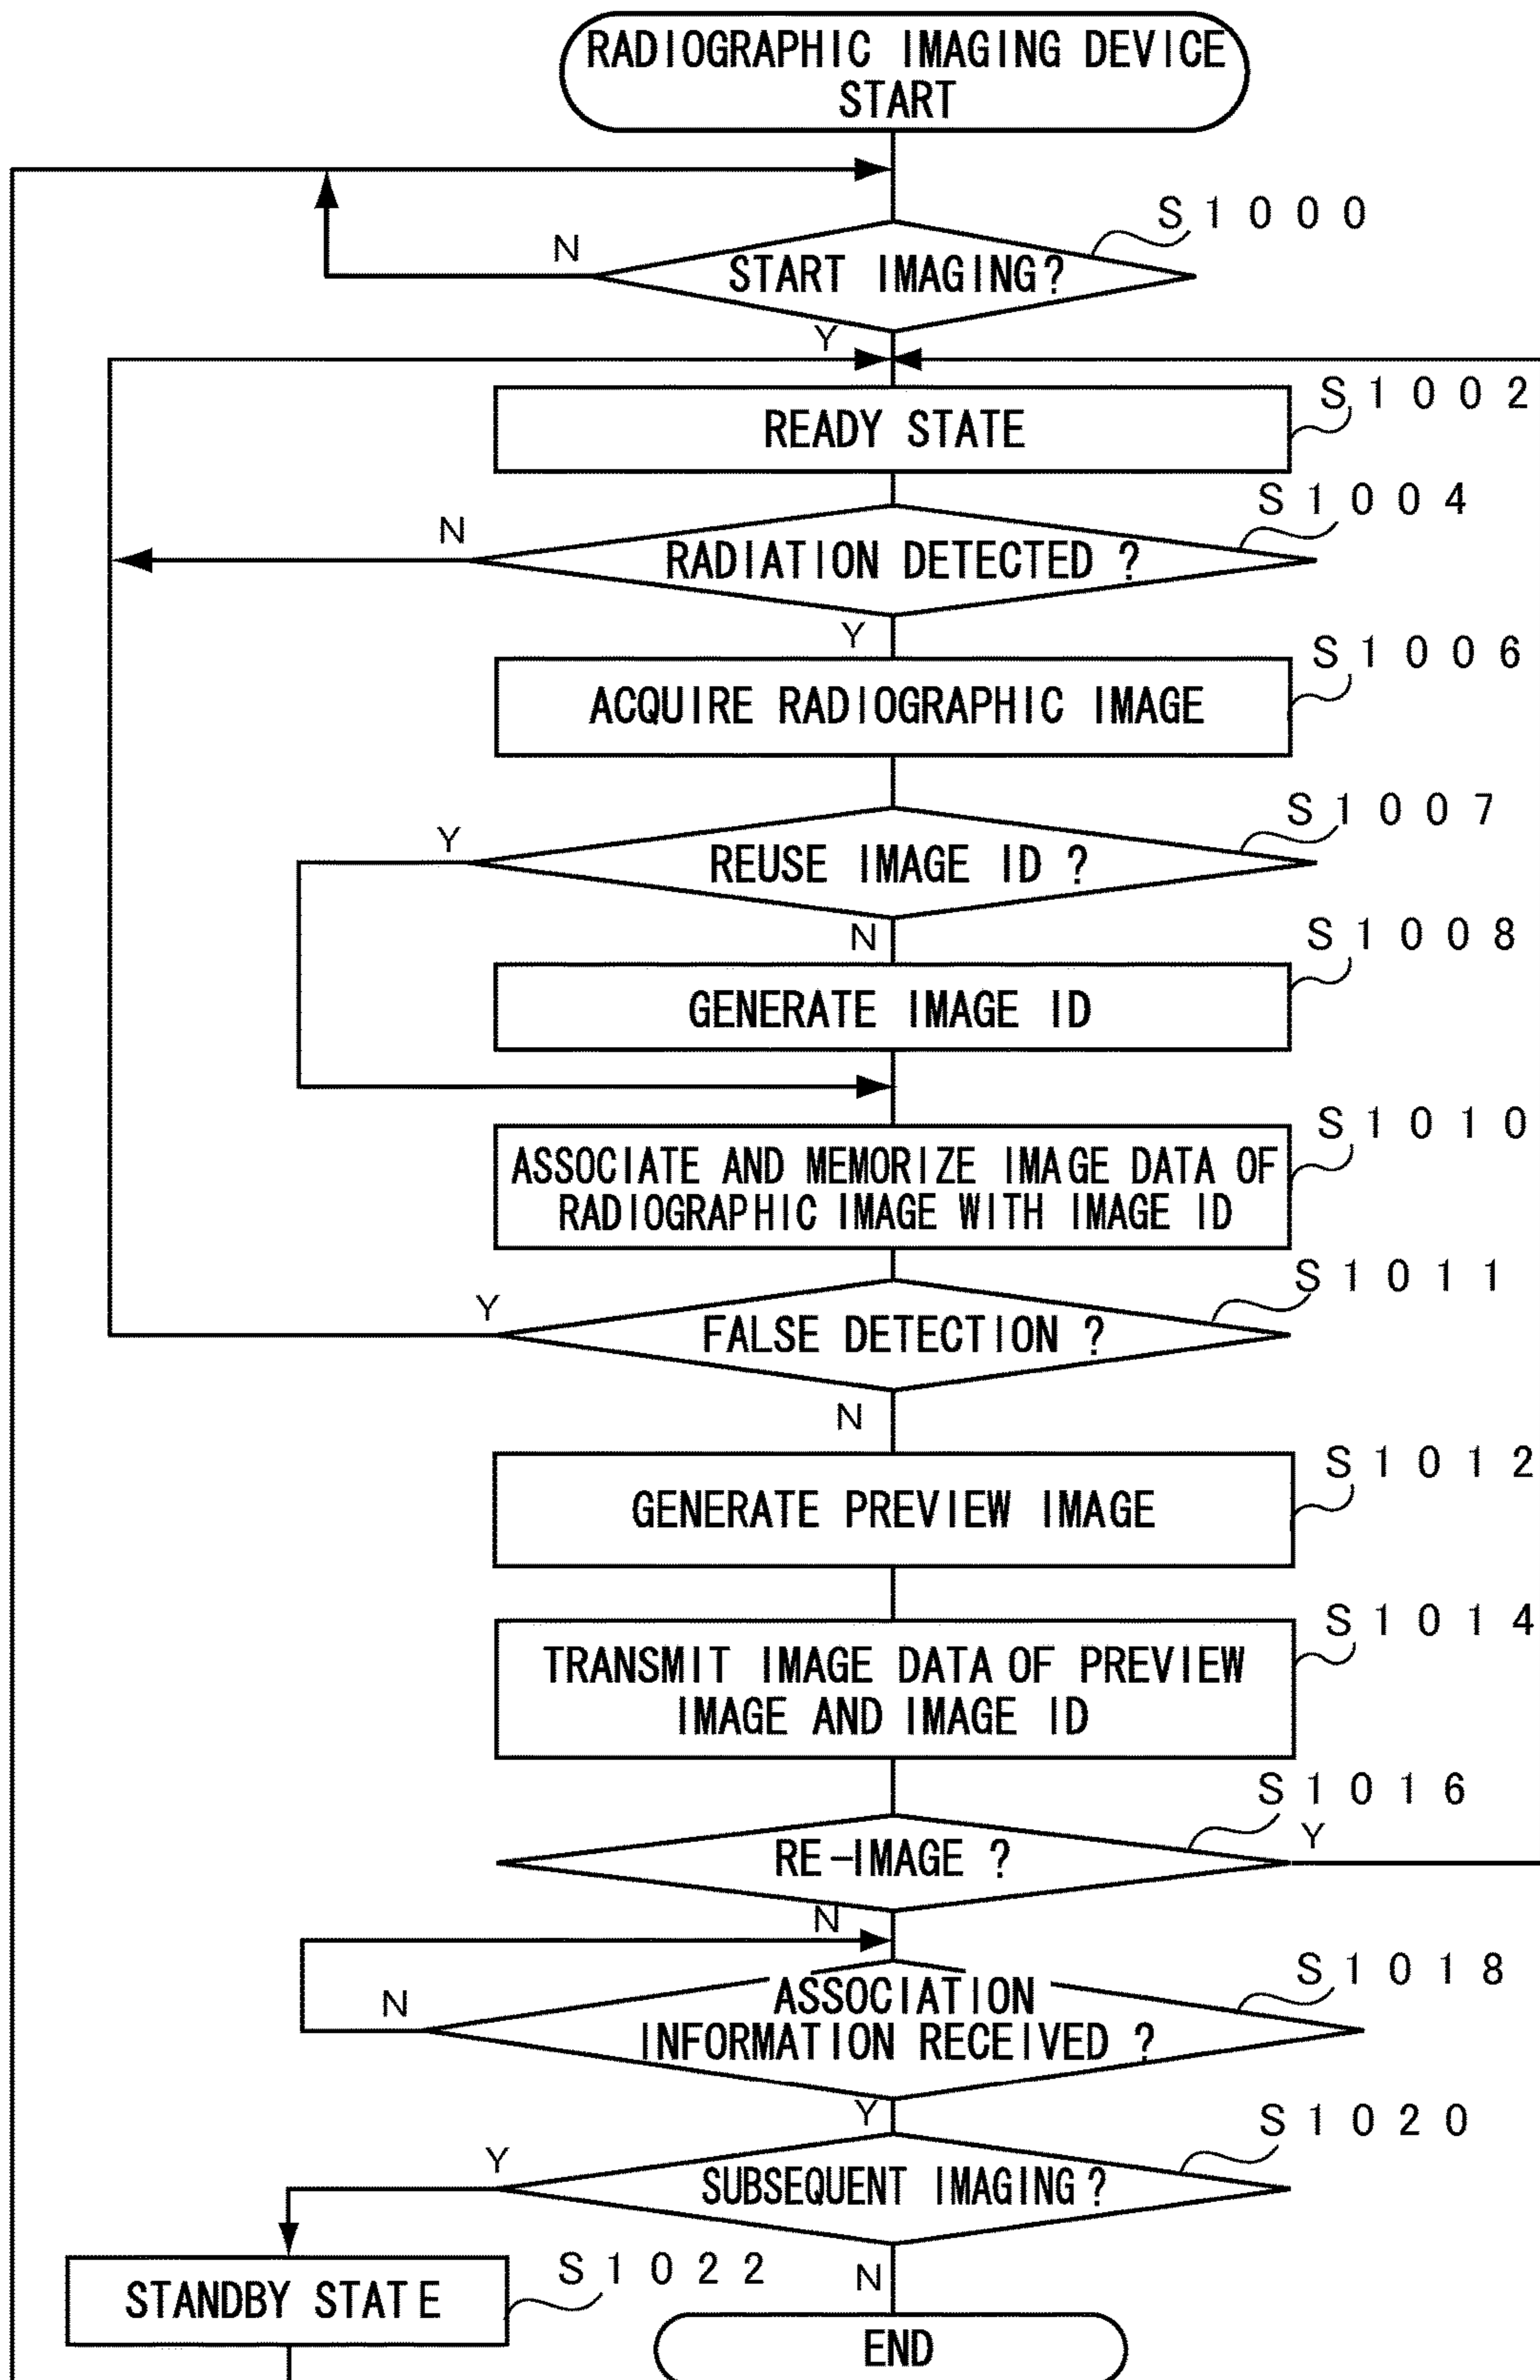 RADIOGRAPHIC IMAGING DEVICE
START
S1000
N
START IMAGING?
Y
S1002
READY STATE
S1004
N
RADIATION DETECTED ?
Y
S1006
ACQUIRE RADIOGRAPHIC IMAGE
S1007
Y
REUSE IMAGE ID ?
N
S1008
GENERATE IMAGE ID
S1010
ASSOCIATE AND MEMORIZE IMAGE DATA OF
RADIOGRAPHIC IMAGE WITH IMAGE ID
S1011
Y
FALSE DETECTION ?
N
S1012
GENERATE PREVIEW IMAGE
S1014
TRANSMIT IMAGE DATA OF PREVIEW
IMAGE AND IMAGE ID
S1016
Y
RE-IMAGE ?
N
S1018
N
ASSOCIATION
INFORMATION RECEIVED ?
Y
S1020
Y
SUBSEQUENT IMAGING?
S1022
N
STANDBY STATE
END